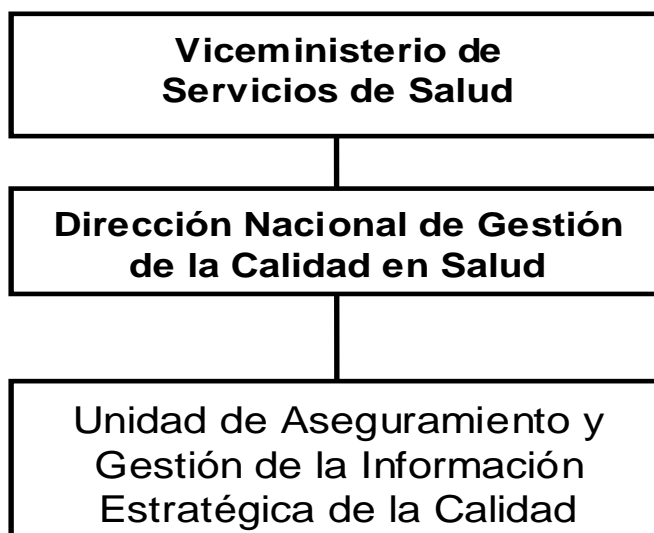 Viceministerio de
Servicios de Salud
Dirección Nacional de Gestión
de la Calidad en Salud
Unidad de Aseguramiento y
Gestión de la Información
Estratégica de la Calidad